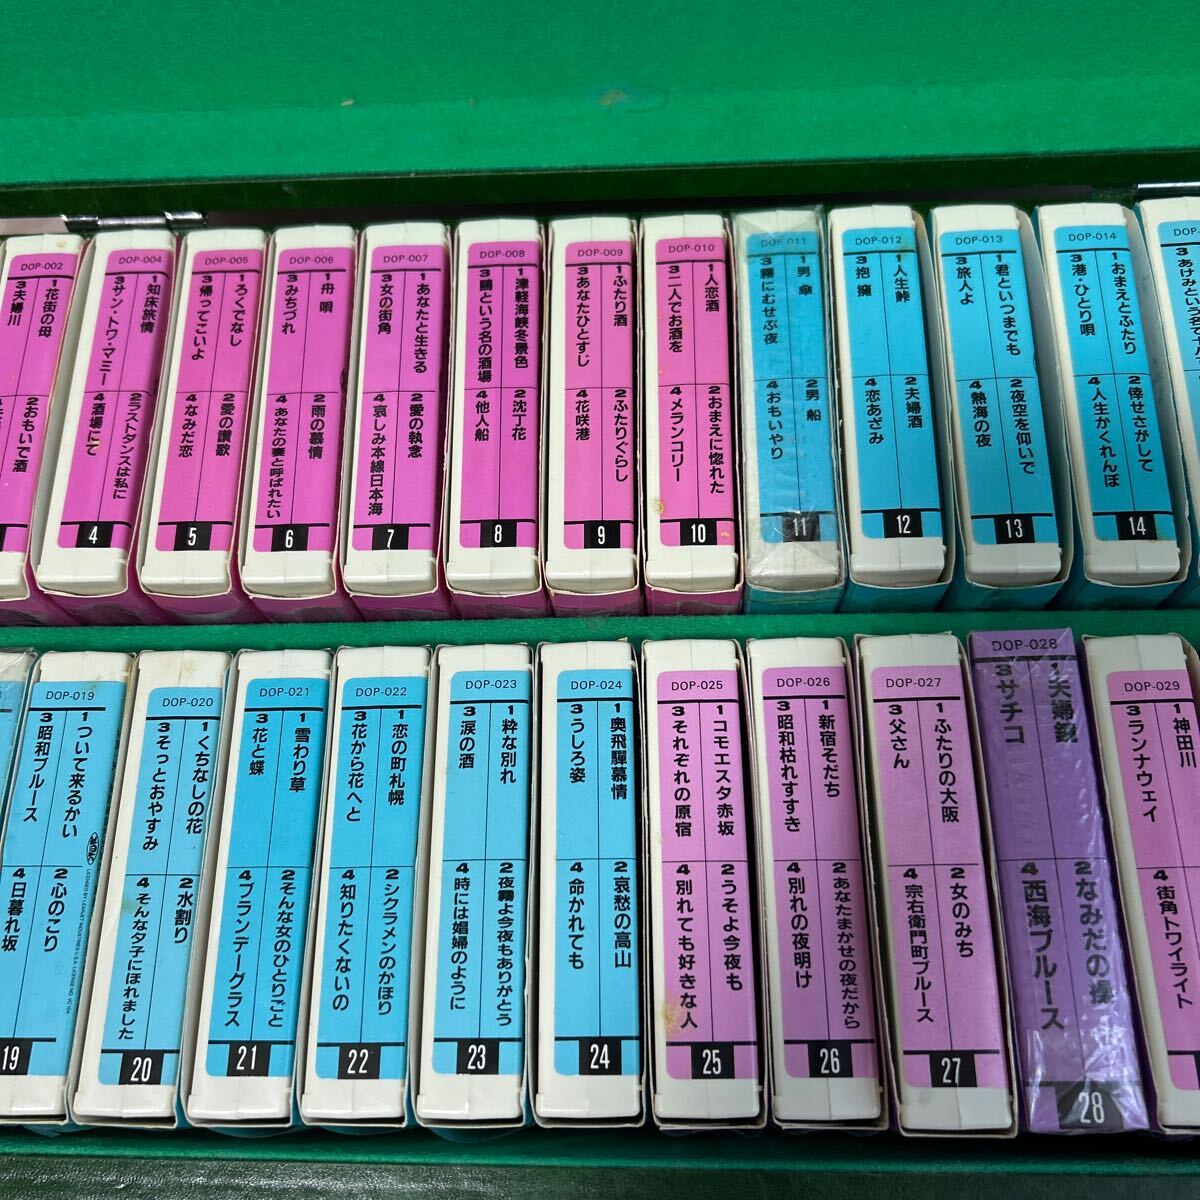 DOP-002
1花街の母
3夫婦川
2おもいで酒
DOP-004
1知床旅情
3サン・トワ・マミー
2ラストダンスは私に
4酒場にて
4
DOP-005
1ろくでなし
3帰ってこいよ
2愛の讃歌
4なみだ恋
5
DOP-006
1舟唄
3みちづれ
2雨の慕情
4あなたの妻と呼ばれたい
6
DOP-007
1あなたと生きる
3女の街角
2愛の執念
4哀しみ本線日本海
7
DOP-008
1津軽海峡冬景色
3鷗という名の酒場
2沈丁花
4他人船
8
DOP-009
1ふたり酒
3あなたひとすじ
2ふたりぐらし
4花咲港
9
DOP-010
1人恋酒
3二人でお酒を
2おまえに惚れた
4メランコリー
10
DOP-011
1男傘
3霧にむせぶ夜
2男船
4おもいやり
11
DOP-012
1人生峠
3抱擁
2夫婦酒
4恋あざみ
12
DOP-013
1君といつまでも
3旅人よ
2夜空を仰いで
4熱海の夜
13
DOP-014
1おまえとふたり
3港・ひとり唄
2倖せさがして
4人生かくれんぼ
14
3あけみという名の
DOP-019
1ついて来るかい
3昭和ブルース
2心のこり
4日暮れ坂
19
DOP-020
1くちなしの花
3そっとおやすみ
2水割り
4そんな夕子にほれました
20
DOP-021
1雪わり草
3花と蝶
2そんな女のひとりごと
4ブランデーグラス
21
DOP-022
1恋の町札幌
3花から花へと
2シクラメンのかほり
4知りたくないの
22
DOP-023
1粋な別れ
3涙の酒
2夜霧よ今夜もありがとう
4時には娼婦のように
23
DOP-024
1奥飛騨慕情
3うしろ姿
2哀愁の高山
4命かれても
24
DOP-025
1コモエスタ赤坂
3それぞれの原宿
2うそよ今夜も
4別れても好きな人
25
DOP-026
1新宿そだち
3昭和枯れすすき
2あなたまかせの夜だから
4別れの夜明け
26
DOP-027
1ふたりの大阪
3父さん
2女のみち
4宗右衛門町ブルース
27
DOP-028
1夫婦鏡
3サチコ
2なみだの操
4西海ブルース
28
DOP-029
1神田川
3ランナウェイ
4街角トワイライト